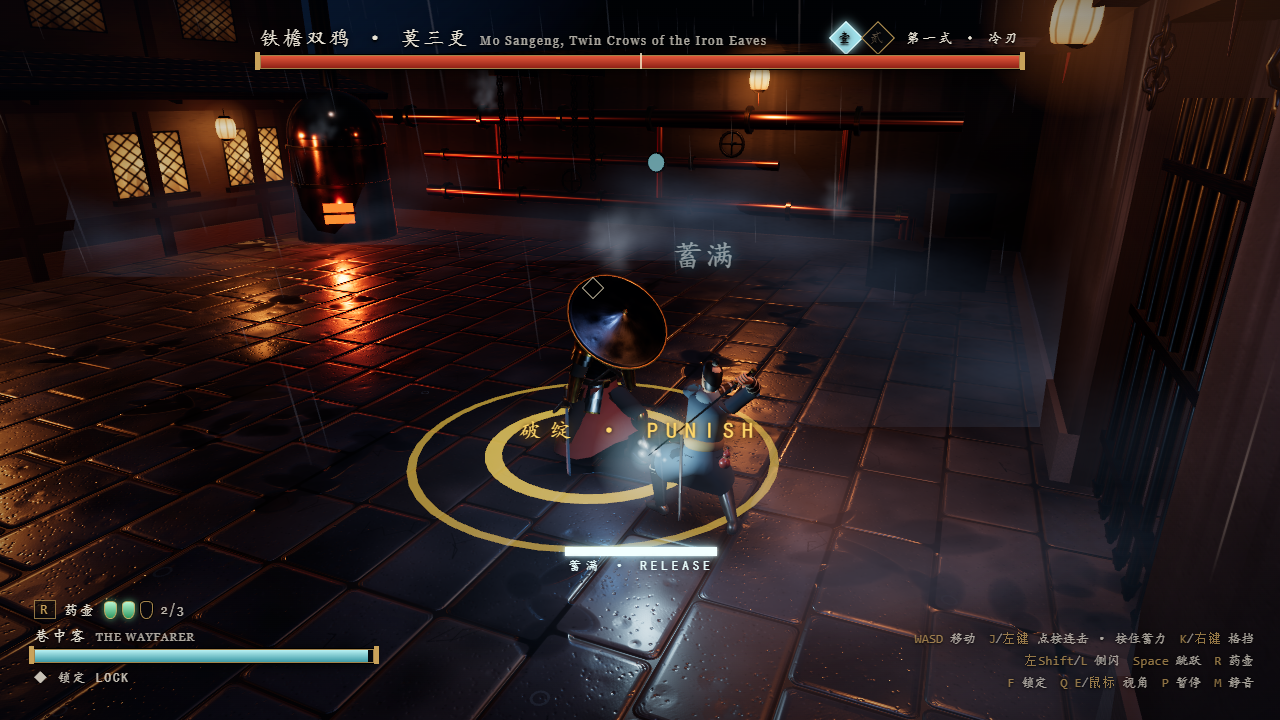 铁檐双鸦 • 莫三更 Mo Sangeng, Twin Crows of the Iron Eaves
壹 贰 第一式 • 冷刃
蓄满
破绽 • PUNISH
蓄满 • RELEASE
R 药壶 2/3
巷中客 THE WAYFARER
锁定 LOCK
WASD 移动 J/左键 点按连击 • 按住蓄力 K/右键 格挡
左Shift/L 侧闪 Space 跳跃 R 药壶
F 锁定 Q E/鼠标 视角 P 暂停 M 静音